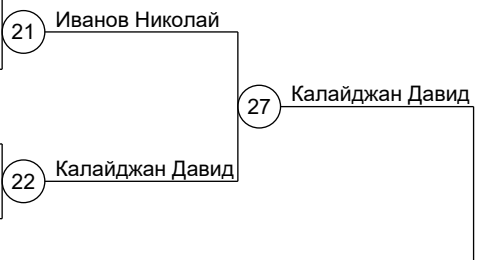 21 Иванов Николай
27 Калайджан Давид
22 Калайджан Давид